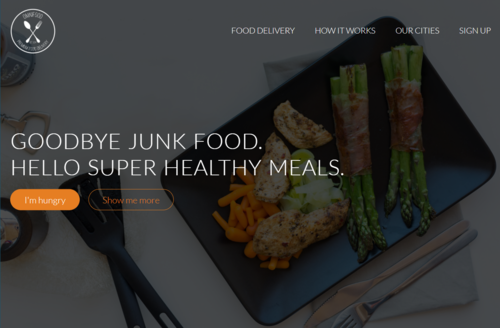 FOOD DELIVERY
HOW IT WORKS
OUR CITIES
SIGN UP
GOODBYE JUNK FOOD.
HELLO SUPER HEALTHY MEALS.
I'm hungry
Show me more